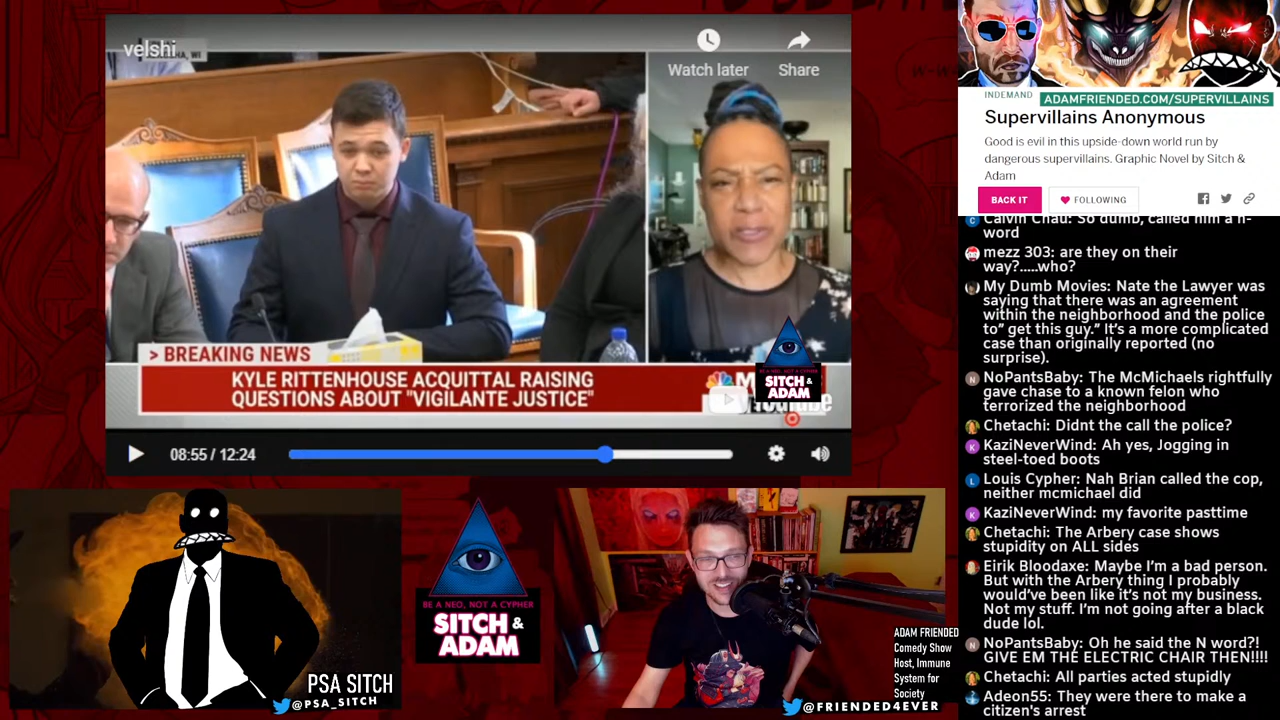 velshi
Watch later
Share
> BREAKING NEWS
KYLE RITTENHOUSE ACQUITTAL RAISING
QUESTIONS ABOUT "VIGILANTE JUSTICE"
BE A NEO, NOT A CYPHER
SITCH &
ADAM
08:55 / 12:24
PSA SITCH
@PSA_SITCH
BE A NEO, NOT A CYPHER
SITCH &
ADAM
ADAM FRIENDED
Comedy Show
Host, Immune
System for
Society
@FRIENDED4EVER
INDEMAND
ADAMFRIENDED.COM/SUPERVILLAINS
Supervillains Anonymous
Good is evil in this upside-down world run by
dangerous supervillains. Graphic Novel by Sitch &
Adam
BACK IT
FOLLOWING
Calvin Chau: So dumb, called him a n-
word
mezz 303: are they on their
way?.....who?
My Dumb Movies: Nate the Lawyer was
saying that there was an agreement
within the neighborhood and the police
to” get this guy.” It’s a more complicated
case than originally reported (no
surprise).
NoPantsBaby: The McMichaels rightfully
gave chase to a known felon who
terrorized the neighborhood
Chetachi: Didnt the call the police?
KaziNeverWind: Ah yes, Jogging in
steel-toed boots
Louis Cypher: Nah Brian called the cop,
neither mcmichael did
KaziNeverWind: my favorite pasttime
Chetachi: The Arbery case shows
stupidity on ALL sides
Eirik Bloodaxe: Maybe I’m a bad person.
But with the Arbery thing I probably
would’ve been like it’s not my business.
Not my stuff. I’m not going after a black
dude lol.
NoPantsBaby: Oh he said the N word?!
GIVE EM THE ELECTRIC CHAIR THEN!!!!
Chetachi: All parties acted stupidly
Adeon55: They were there to make a
citizen's arrest